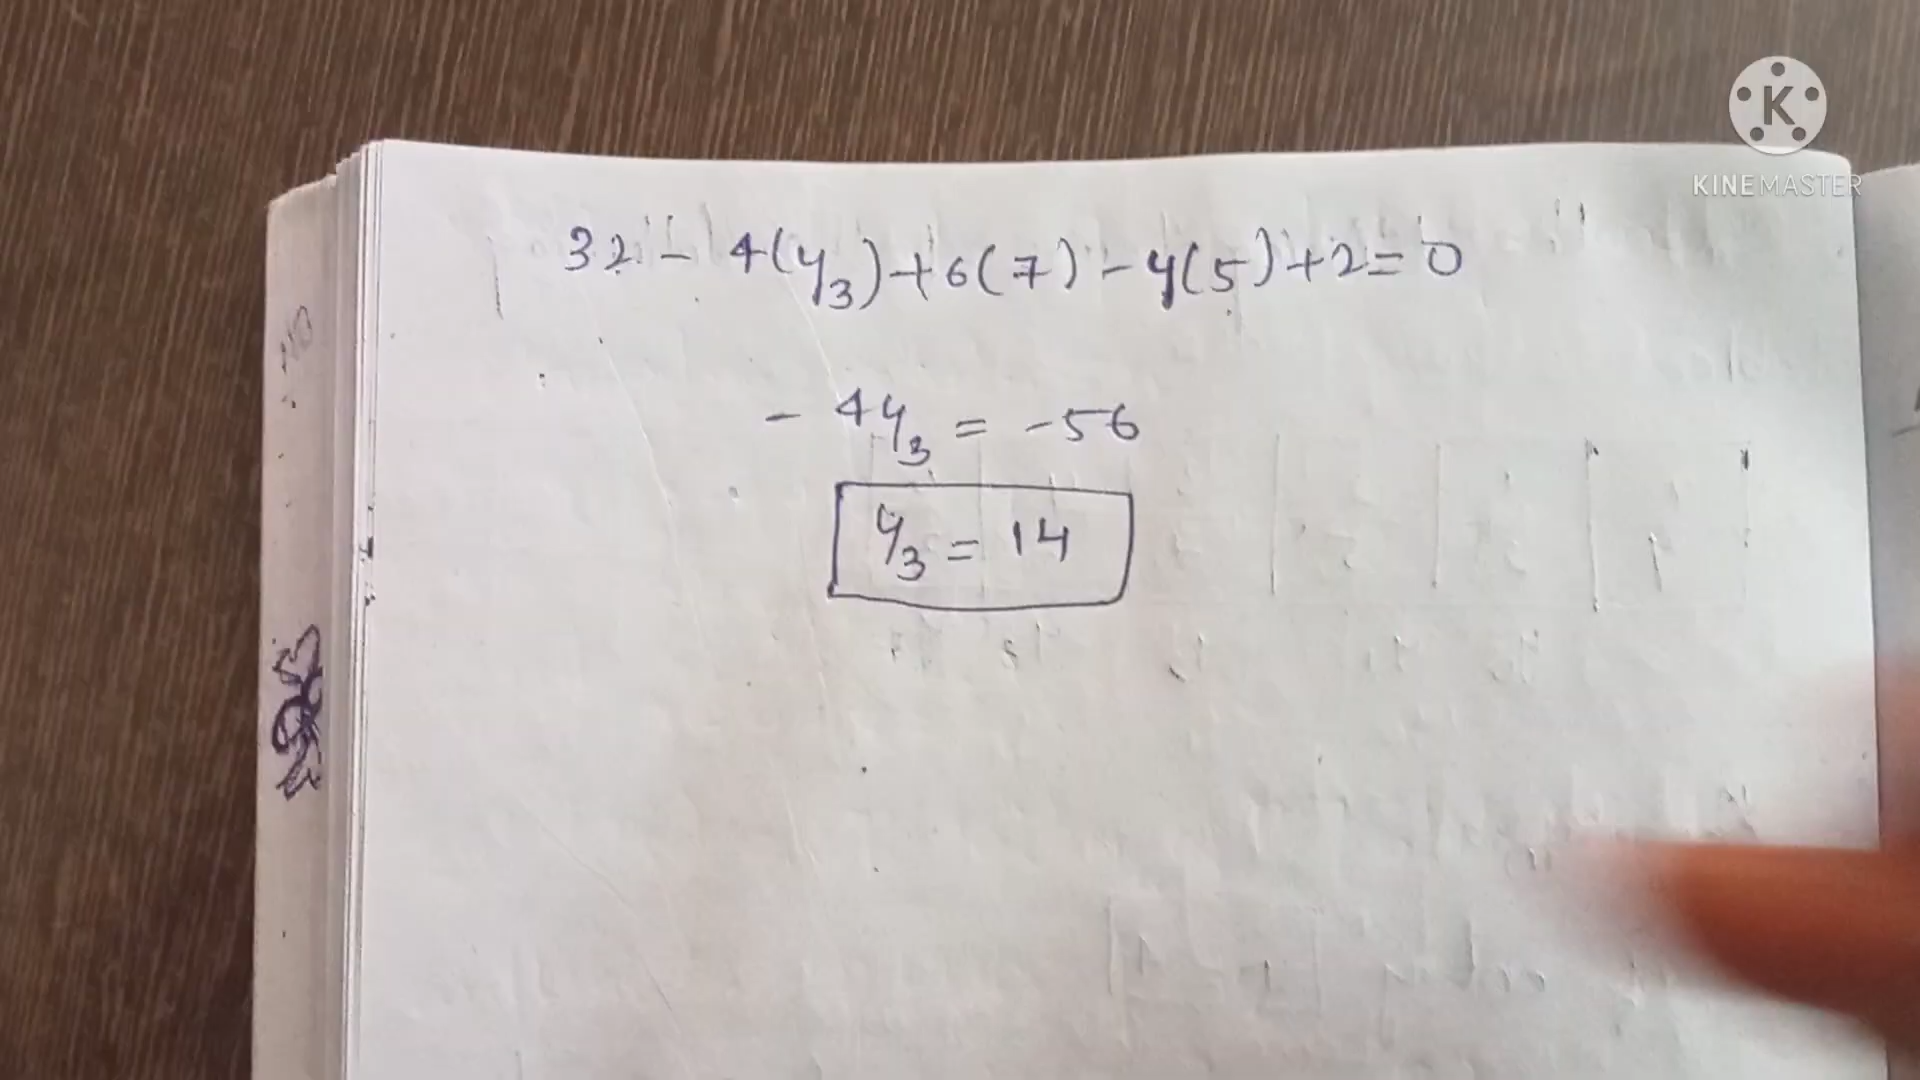 KINEMASTER
32 - 4(y₃)+6(7) - 4(5)+2=0
- 4y₃ = -56
y₃ = 14